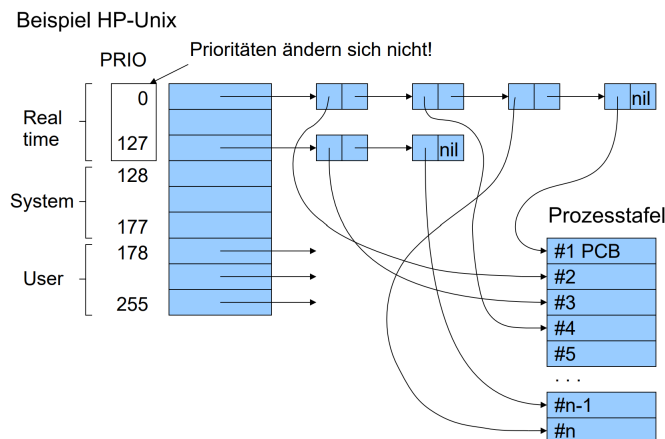 Beispiel HP-Unix
Prioritäten ändern sich nicht!
PRIO
Real
time
0
127
System
128
177
User
178
255
nil
nil
Prozesstafel
#1 PCB
#2
#3
#4
#5
. . .
#n-1
#n